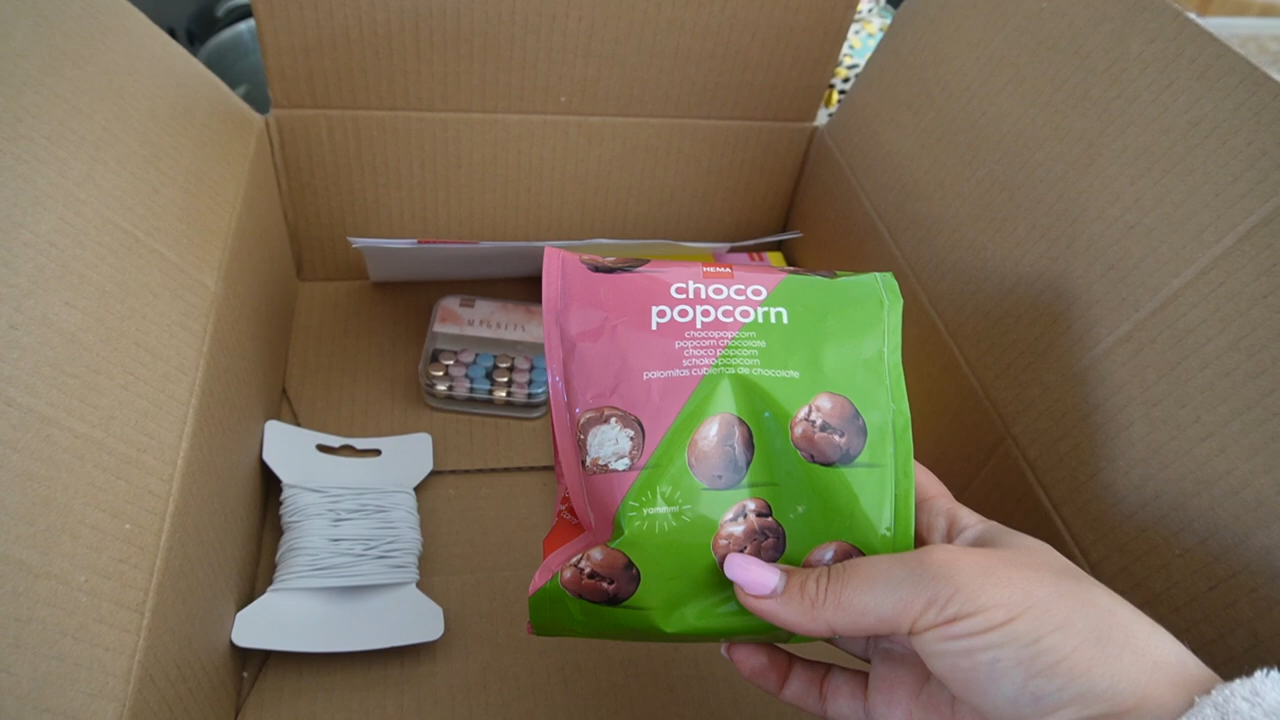 HEMA
choco
popcorn
chocopopcorn
popcorn chocolaté
choco popcorn
schoko-popcorn
palomitas cubiertas de chocolate
yammm!
MAGNETS